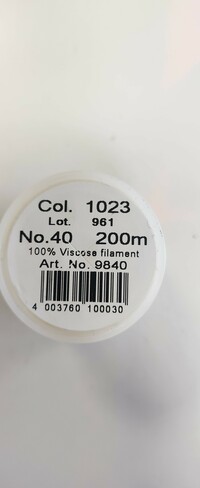 Col. 1023
Lot. 961
No.40 200m
100% Viscose filament
Art. No. 9840
4 003760 100030